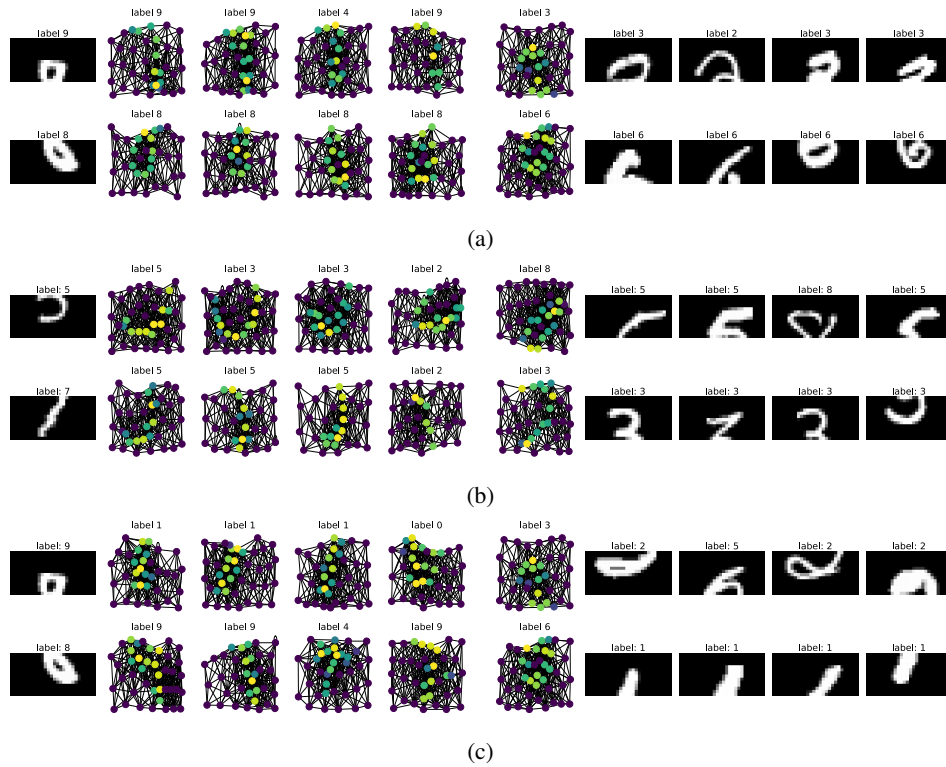 label 9 label 9 label 9 label 4 label 9 label 3 label 3 label 2 label 3 label 3
label 8 label 8 label 8 label 8 label 8 label 6 label 6 label 6 label 6 label 6
(a)
label: 5 label 5 label 3 label 3 label 2 label 8 label: 5 label: 5 label: 8 label: 5
label: 7 label 5 label 5 label 5 label 2 label 3 label: 3 label: 3 label: 3 label: 3
(b)
label: 9 label 1 label 1 label 1 label 0 label 3 label: 2 label: 5 label: 2 label: 2
label: 8 label 9 label 9 label 4 label 9 label 6 label: 1 label: 1 label: 1 label: 1
(c)